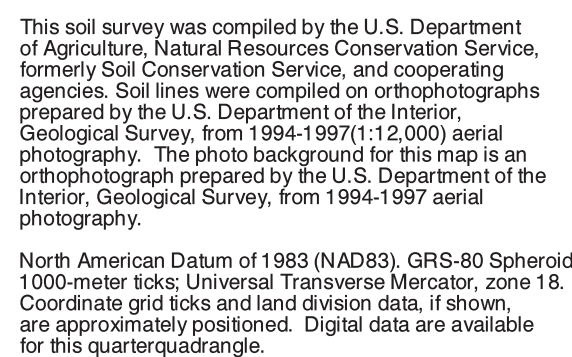 This soil survey was compiled by the U.S. Department
of Agriculture, Natural Resources Conservation Service,
formerly Soil Conservation Service, and cooperating
agencies. Soil lines were compiled on orthophotographs
prepared by the U.S. Department of the Interior,
Geological Survey, from 1994-1997(1:12,000) aerial
photography.  The photo background for this map is an
orthophotograph prepared by the U.S. Department of the
Interior, Geological Survey, from 1994-1997 aerial
photography.

North American Datum of 1983 (NAD83). GRS-80 Spheroid
1000-meter ticks; Universal Transverse Mercator, zone 18.
Coordinate grid ticks and land division data, if shown,
are approximately positioned.  Digital data are available
for this quarterquadrangle.